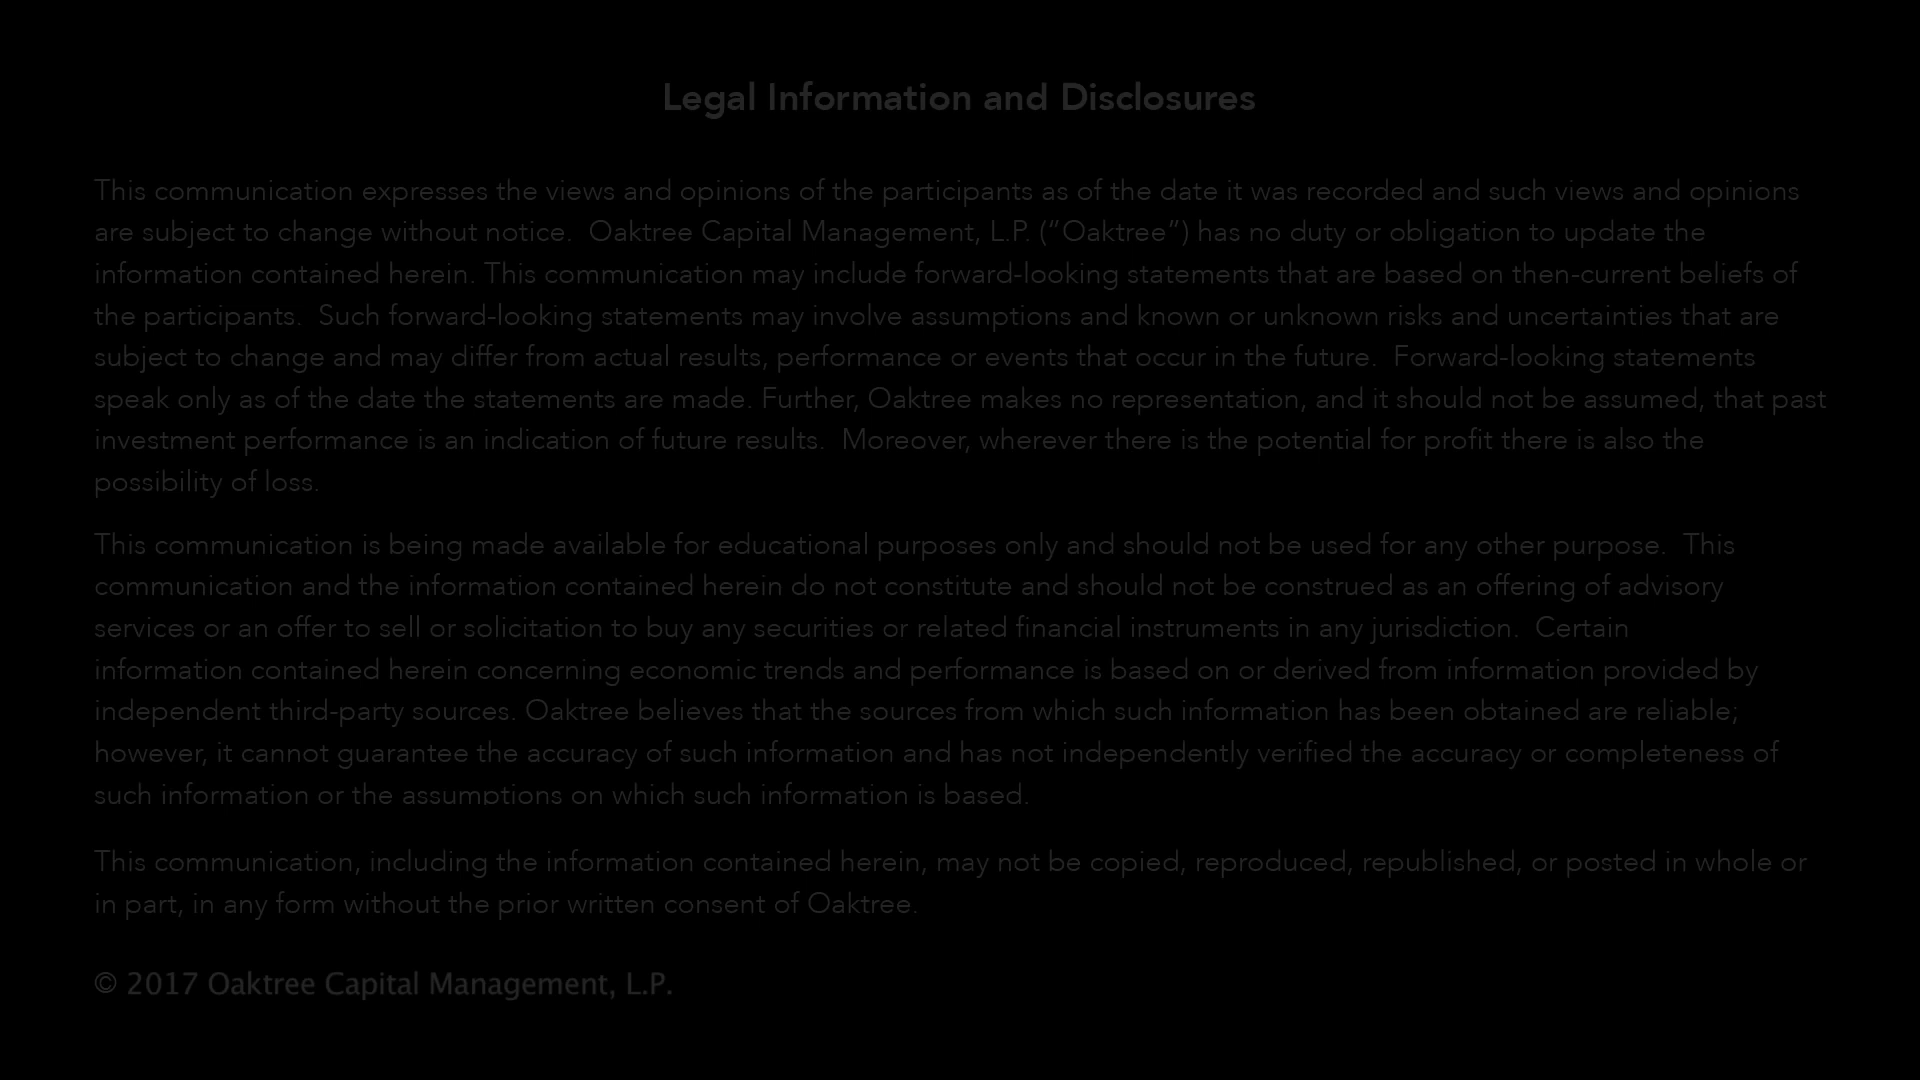 Legal Information and Disclosures
This communication expresses the views and opinions of the participants as of the date it was recorded and such views and opinions
are subject to change without notice.  Oaktree Capital Management, L.P. (“Oaktree”) has no duty or obligation to update the
information contained herein. This communication may include forward-looking statements that are based on then-current beliefs of
the participants.  Such forward-looking statements may involve assumptions and known or unknown risks and uncertainties that are
subject to change and may differ from actual results, performance or events that occur in the future.  Forward-looking statements
speak only as of the date the statements are made. Further, Oaktree makes no representation, and it should not be assumed, that past
investment performance is an indication of future results.  Moreover, wherever there is the potential for profit there is also the
possibility of loss.
This communication is being made available for educational purposes only and should not be used for any other purpose.  This
communication and the information contained herein do not constitute and should not be construed as an offering of advisory
services or an offer to sell or solicitation to buy any securities or related financial instruments in any jurisdiction.  Certain
information contained herein concerning economic trends and performance is based on or derived from information provided by
independent third-party sources. Oaktree believes that the sources from which such information has been obtained are reliable;
however, it cannot guarantee the accuracy of such information and has not independently verified the accuracy or completeness of
such information or the assumptions on which such information is based.
This communication, including the information contained herein, may not be copied, reproduced, republished, or posted in whole or
in part, in any form without the prior written consent of Oaktree.
© 2017 Oaktree Capital Management, L.P.